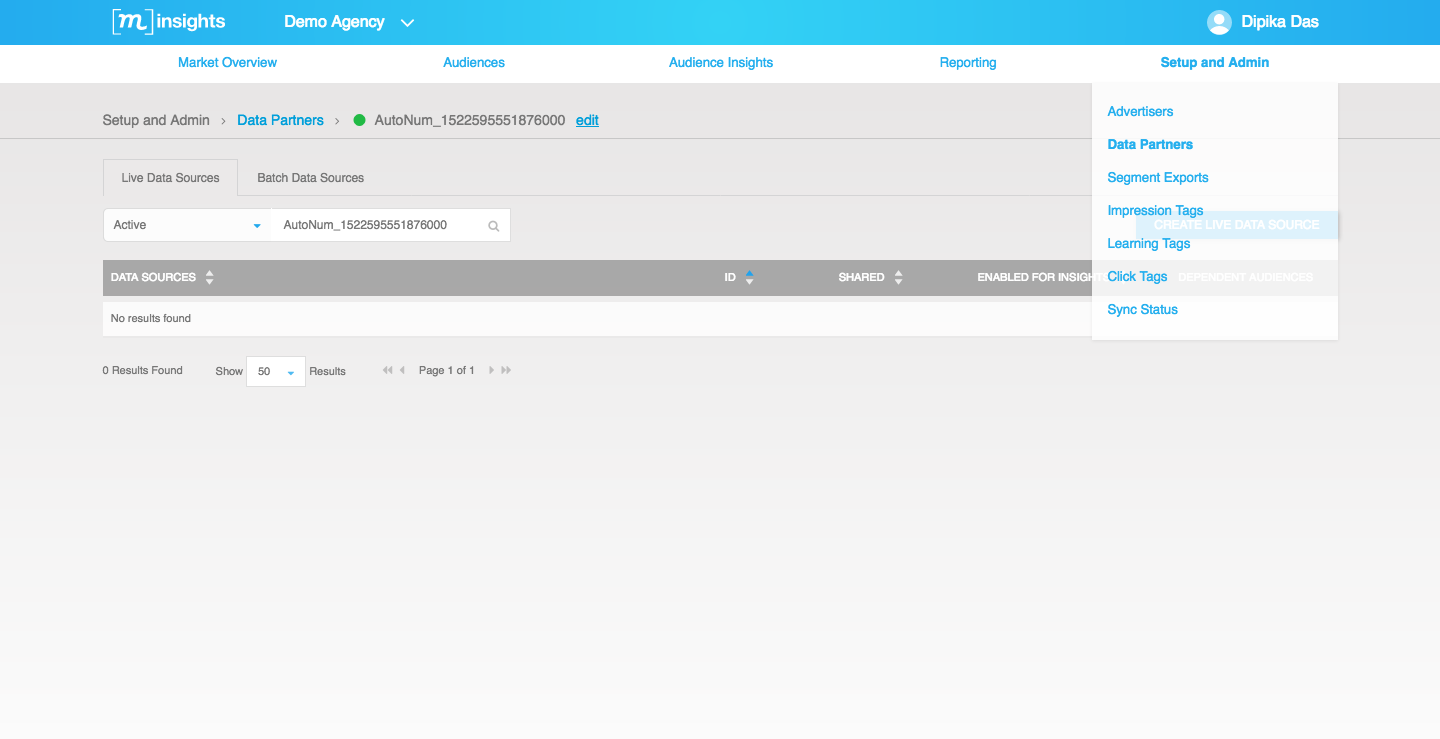 [m] insights
Demo Agency
Dipika Das
Market Overview
Audiences
Audience Insights
Reporting
Setup and Admin
Setup and Admin > Data Partners > AutoNum_1522595551876000 edit
Advertisers
Data Partners
Segment Exports
Impression Tags
Learning Tags
Click Tags
Sync Status
Live Data Sources
Batch Data Sources
Active
AutoNum_1522595551876000
CREATE LIVE DATA SOURCE
DATA SOURCES
ID
SHARED
ENABLED FOR INSIGHTS
DEPENDENT AUDIENCES
No results found
0 Results Found
Show 50 Results
Page 1 of 1